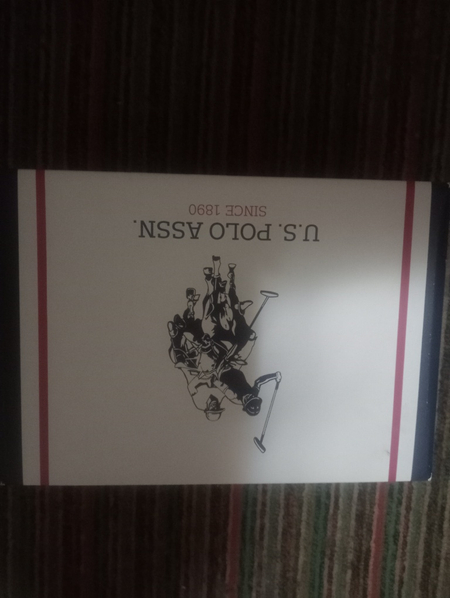 U.S. POLO ASSN.
SINCE 1890